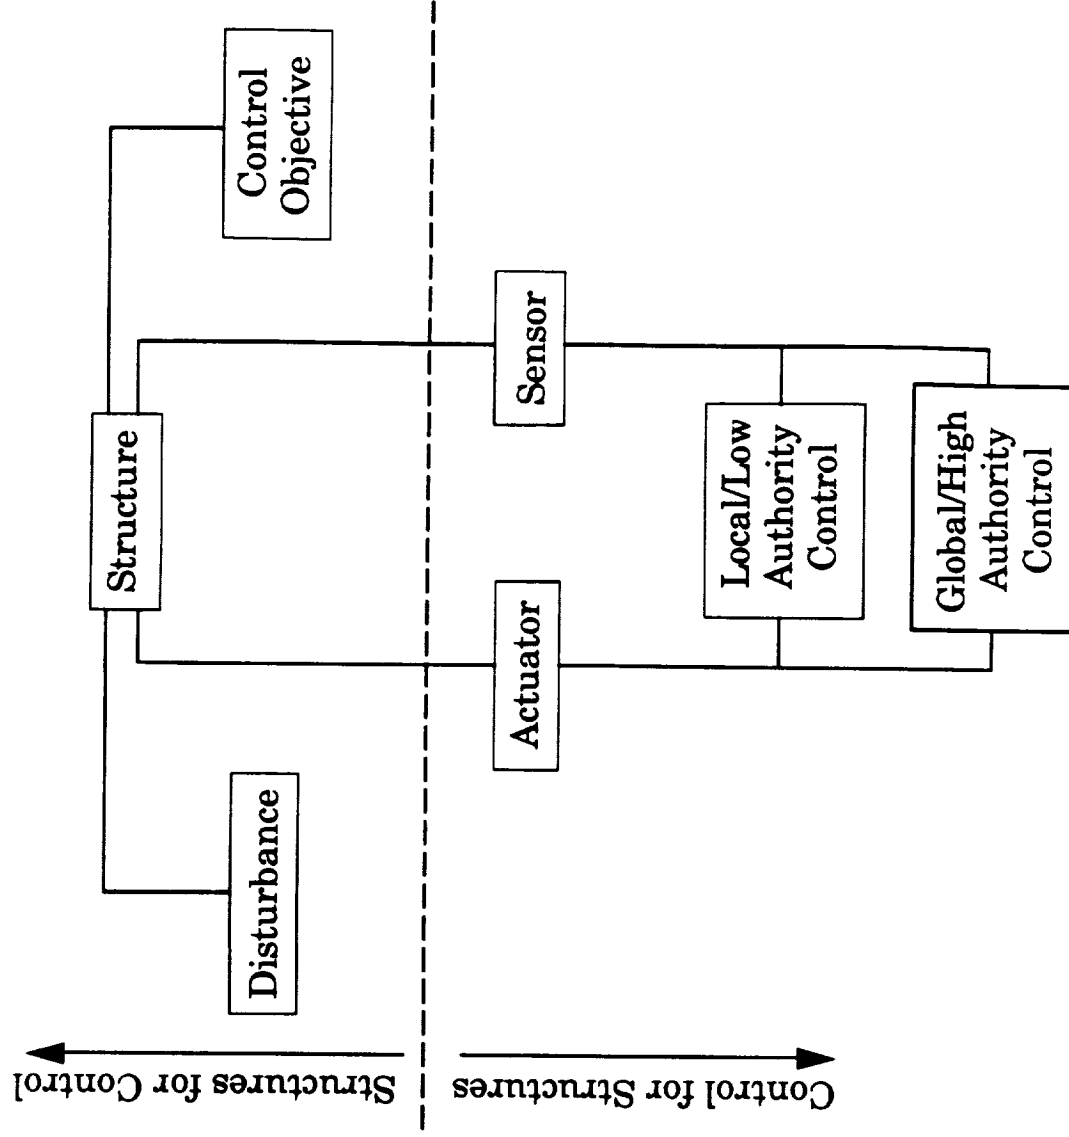 Structures for Control
Control for Structures
Structure
Disturbance
Control
Objective
Actuator
Sensor
Local/Low
Authority
Control
Global/High
Authority
Control